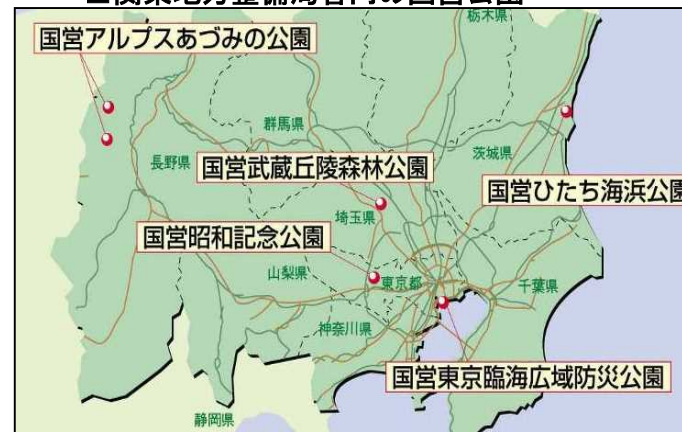 栃木県
国営アルプスあづみの公園
群馬県
長野県
茨城県
国営武蔵丘陵森林公園
国営ひたち海浜公園
埼玉県
国営昭和記念公園
山梨県
東京都
千葉県
神奈川県
国営東京臨海広域防災公園
静岡県